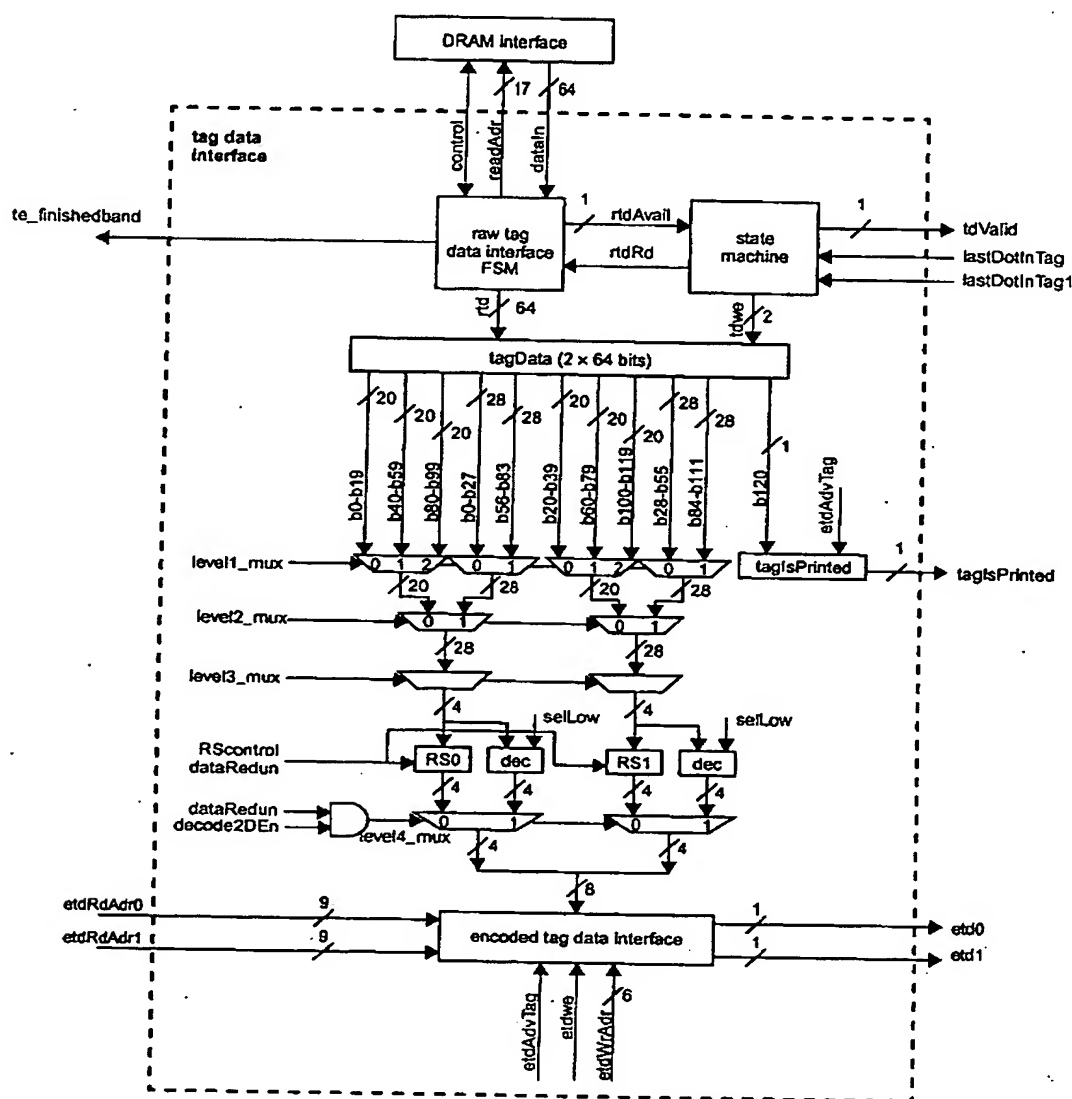 DRAM interface
17
64
tag data
interface
control
readAdr
dataIn
te_finishedband
raw tag
data interface
FSM
1
rtdAvail
rtdRd
state
machine
1
tdValid
lastDotInTag
lastDotInTag1
rtd
64
tdwe
2
tagData (2 × 64 bits)
20
20
20
28
28
20
20
20
28
28
1
b0-b19
b40-b59
b80-b99
b0-b27
b56-b83
b20-b39
b60-b79
b100-b119
b28-b55
b84-b111
b120
etdAdvTag
level1_mux
0 1 2
0 1
0 1 2
0 1
tagIsPrinted
1
tagIsPrinted
20
28
20
28
level2_mux
0 1
0 1
28
28
level3_mux
4
selLow
4
selLow
RScontrol
dataRedun
RS0
dec
RS1
dec
4
4
4
4
dataRedun
decode2DEn
level4_mux
0 1
0 1
4
4
8
etdRdAdr0
9
etdRdAdr1
9
encoded tag data interface
1
etd0
1
etd1
etdAdvTag
etdwe
etdWrAdr
6